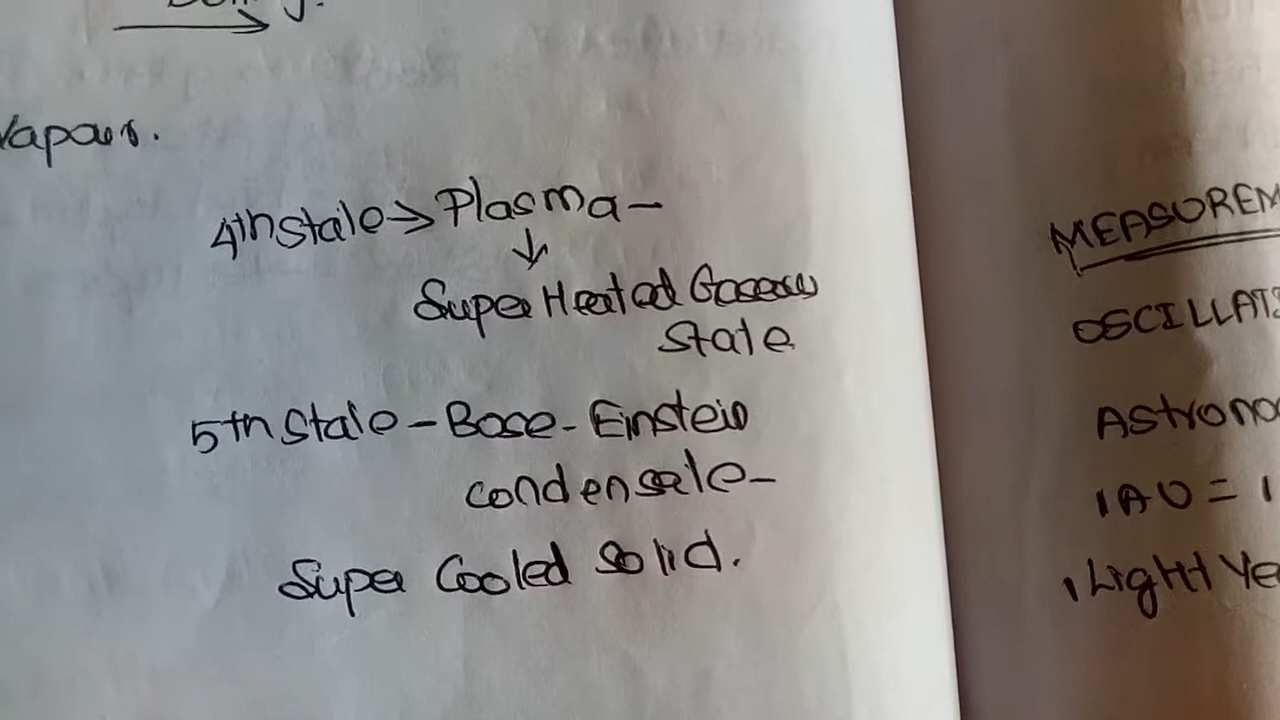 Vapour.
4th state → Plasma -
↓
Super Heated Gaseous
State
5th State - Bose - Einstein
condensate -
Super Cooled Solid.
MEASUREM
OSCILLATI
ASTRONO
1 AU = 1
1 Light Ye